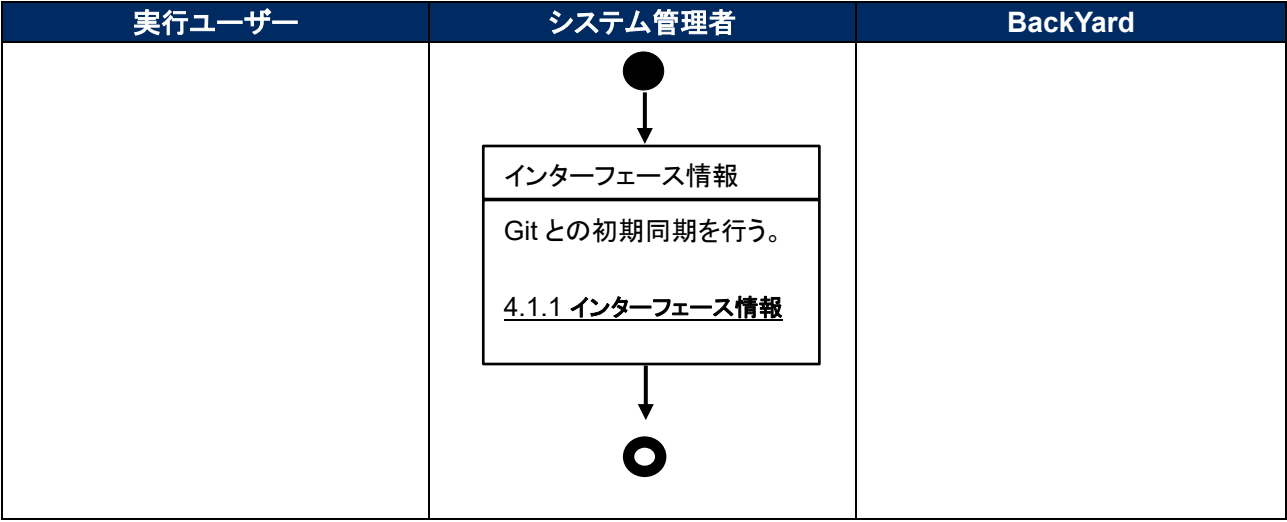 実行ユーザー
システム管理者
BackYard
インターフェース情報
Git との初期同期を行う。
4.1.1 インターフェース情報